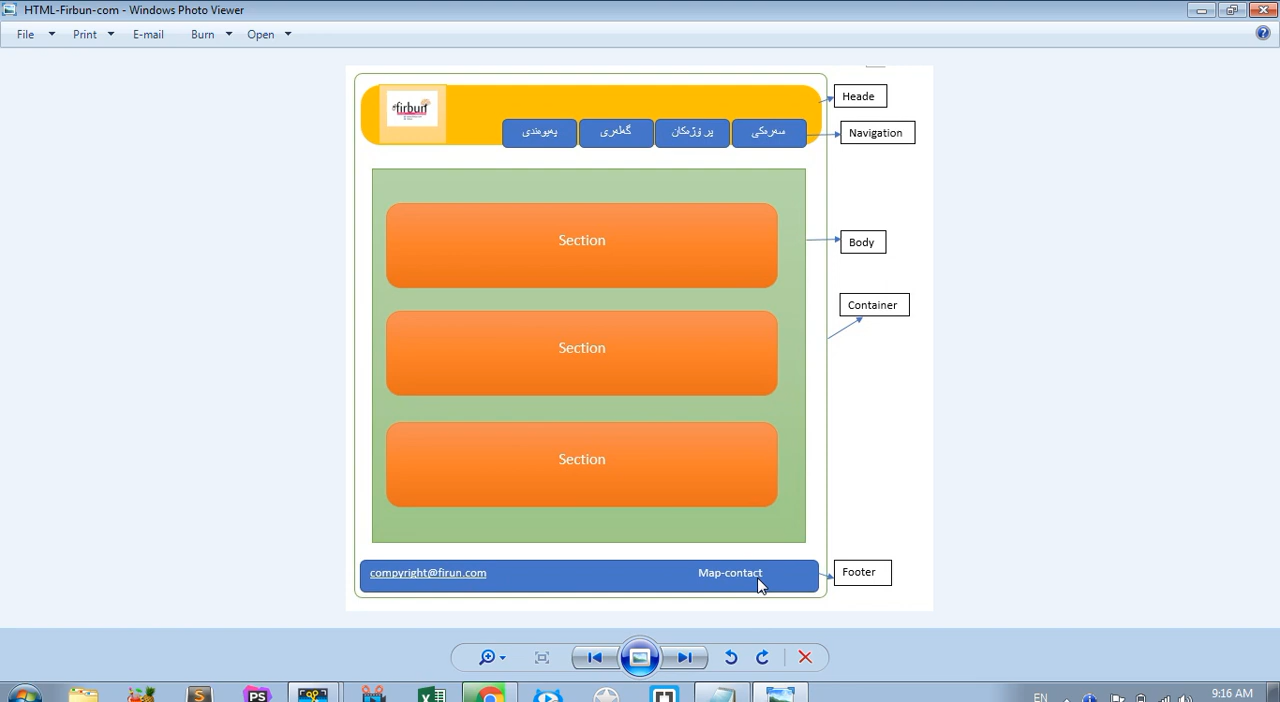 HTML-Firbun-com - Windows Photo Viewer
File Print E-mail Burn Open
firbun
Heade
سەرەکی پرۆژەکان گەلەری پەیوەندی
Navigation
Section
Body
Container
Section
Section
compyright@firun.com Map-contact
Footer
PS
EN
9:16 AM